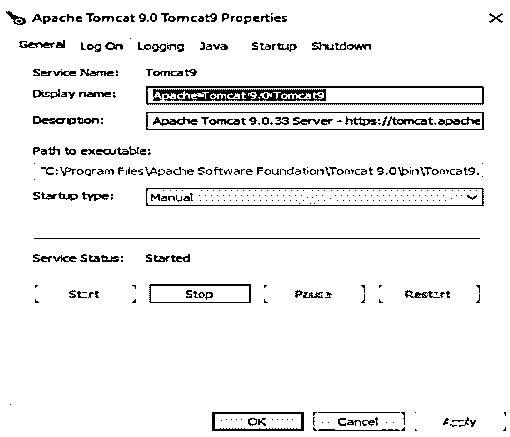 Apache Tomcat 9.0 Tomcat9 Properties
General Log On Logging Java Startup Shutdown
Service Name: Tomcat9
Display name: Apache Tomcat 9.0 Tomcat9
Description: Apache Tomcat 9.0.33 Server - https://tomcat.apache
Path to executable:
"C:\Program Files\Apache Software Foundation\Tomcat 9.0\bin\Tomcat9.
Startup type: Manual
Service Status: Started
Start Stop Pause Restart
OK Cancel Apply